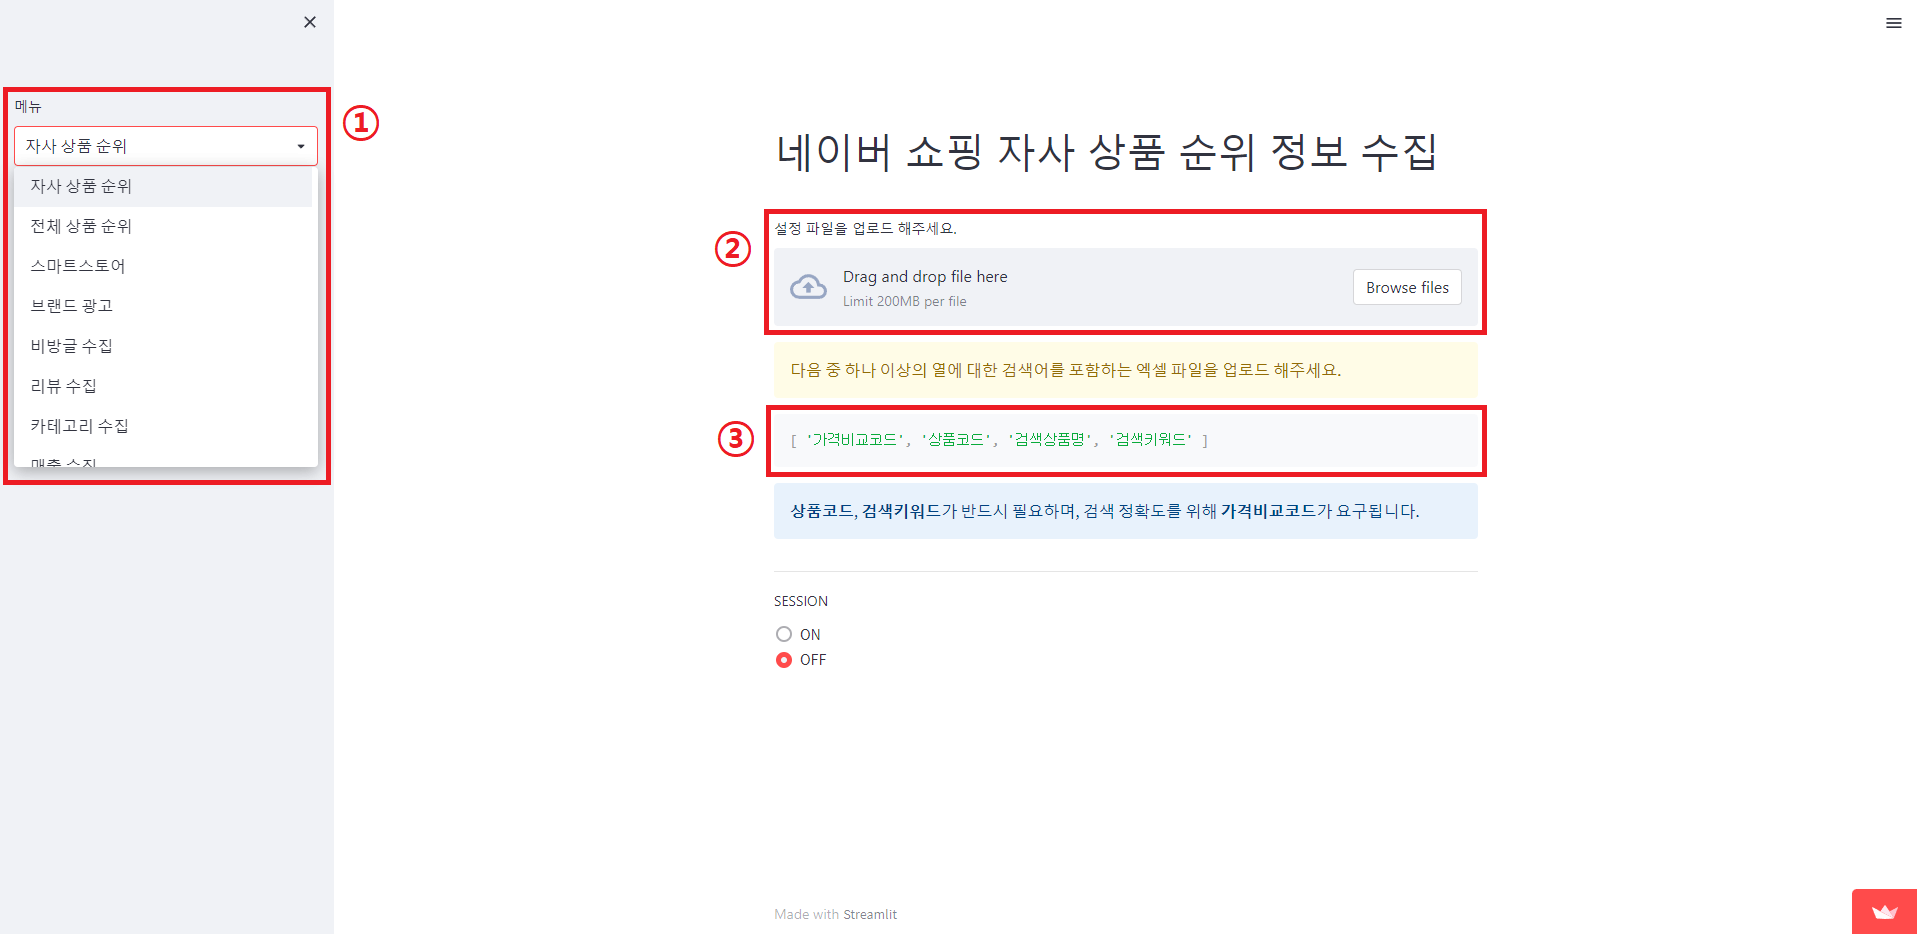 메뉴
①
자사 상품 순위
자사 상품 순위
전체 상품 순위
스마트스토어
브랜드 광고
비방글 수집
리뷰 수집
카테고리 수집
매출 수집
네이버 쇼핑 자사 상품 순위 정보 수집
②
설정 파일을 업로드 해주세요.
Drag and drop file here
Limit 200MB per file
Browse files
다음 중 하나 이상의 열에 대한 검색어를 포함하는 엑셀 파일을 업로드 해주세요.
③
[ '가격비교코드', '상품코드', '검색상품명', '검색키워드' ]
상품코드, 검색키워드가 반드시 필요하며, 검색 정확도를 위해 가격비교코드가 요구됩니다.
SESSION
ON
OFF
Made with Streamlit